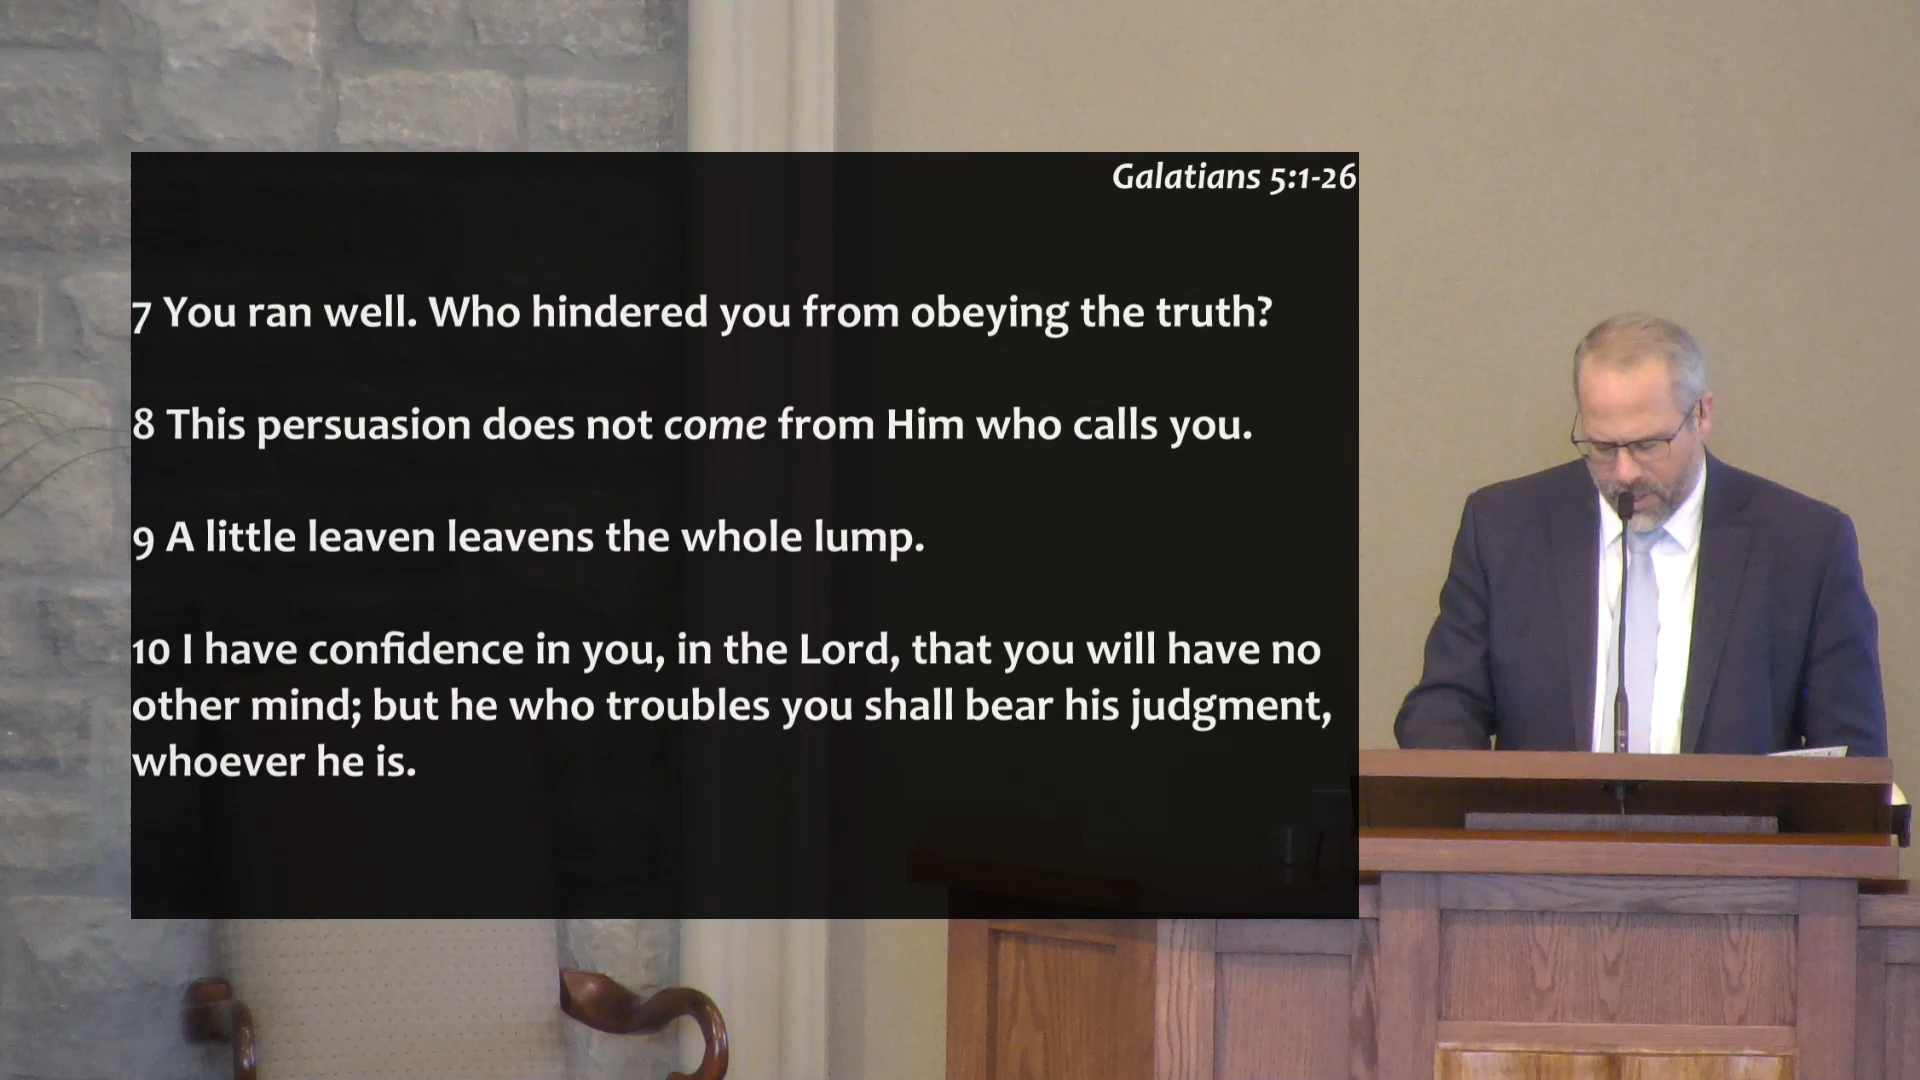 Galatians 5:1-26
7 You ran well. Who hindered you from obeying the truth?
8 This persuasion does not come from Him who calls you.
9 A little leaven leavens the whole lump.
10 I have confidence in you, in the Lord, that you will have no
other mind; but he who troubles you shall bear his judgment,
whoever he is.